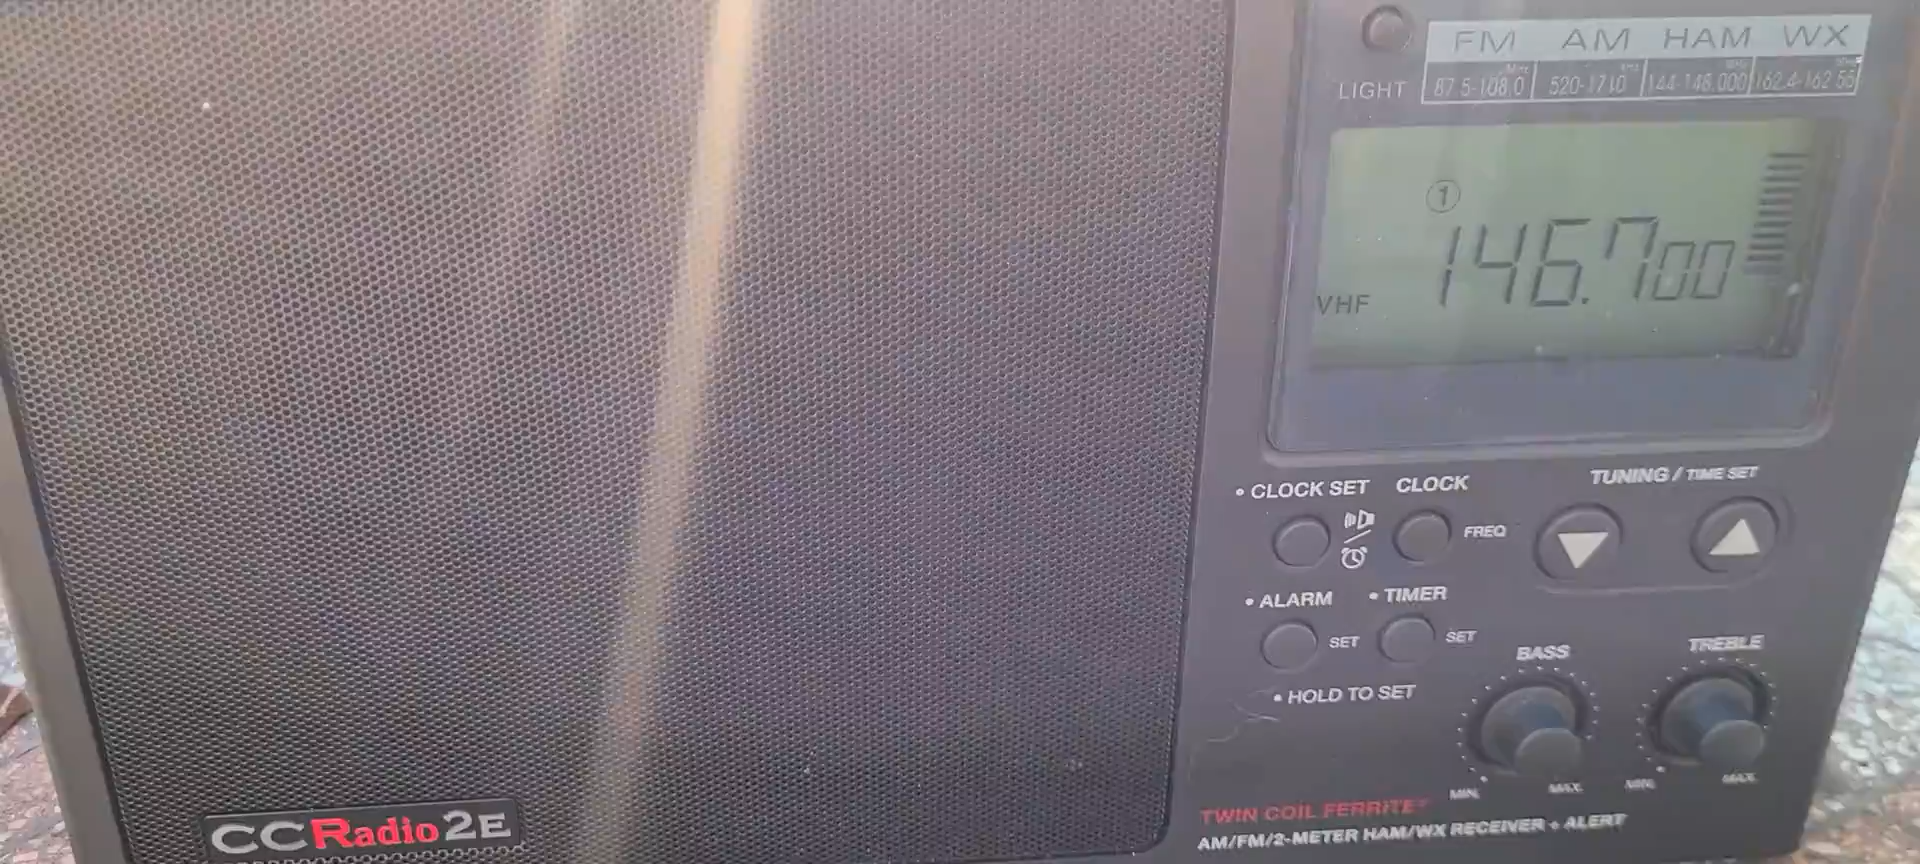 FM AM HAM WX
LIGHT
87.5-108.0 520-1710 144-148.000 162.4-162.55
①
146.700
VHF
TUNING / TIME SET
• CLOCK SET CLOCK
FREQ
• ALARM • TIMER
SET SET
BASS TREBLE
• HOLD TO SET
MIN. MAX. MIN. MAX.
TWIN COIL FERRITE
AM/FM/2-METER HAM/WX RECEIVER + ALERT
CCRadio 2E